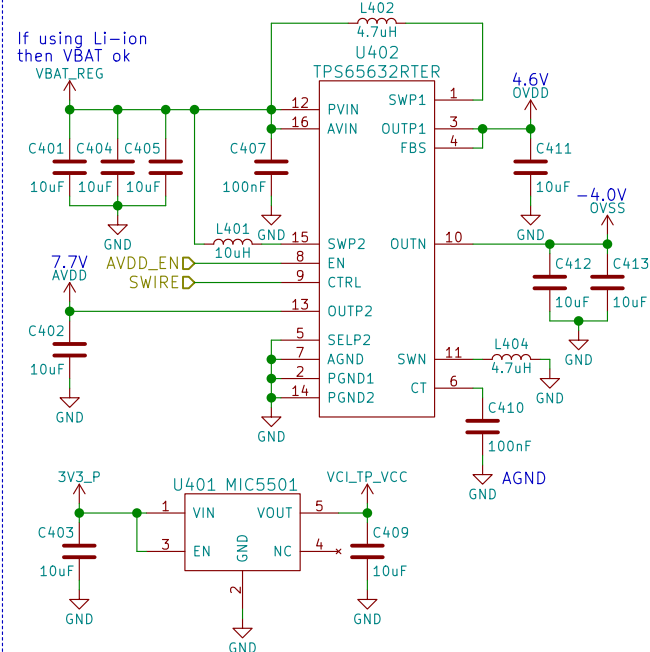 L402
4.7uH
If using Li-ion
then VBAT ok
VBAT_REG
U402
TPS65632RTER
4.6V
OVDD
12 PVIN SWP1 1
16 AVIN OUTP1 3
FBS 4
C401 C404 C405 C407 C411
10uF 10uF 10uF 100nF 10uF
GND GND GND
-4.0V
OVSS
L401
10uH
15 SWP2 OUTN 10
7.7V
AVDD
AVDD_EN 8 EN
SWIRE 9 CTRL
C412 C413
10uF 10uF
13 OUTP2
C402
10uF
5 SELP2
7 AGND SWN 11
L404
4.7uH
GND
2 PGND1 CT 6
14 PGND2
GND
GND
GND
C410
100nF
GND
AGND
3V3_P
U401 MIC5501
VCI_TP_VCC
1 VIN VOUT 5
C403
10uF
3 EN GND NC 4
C409
10uF
2
GND
GND
GND